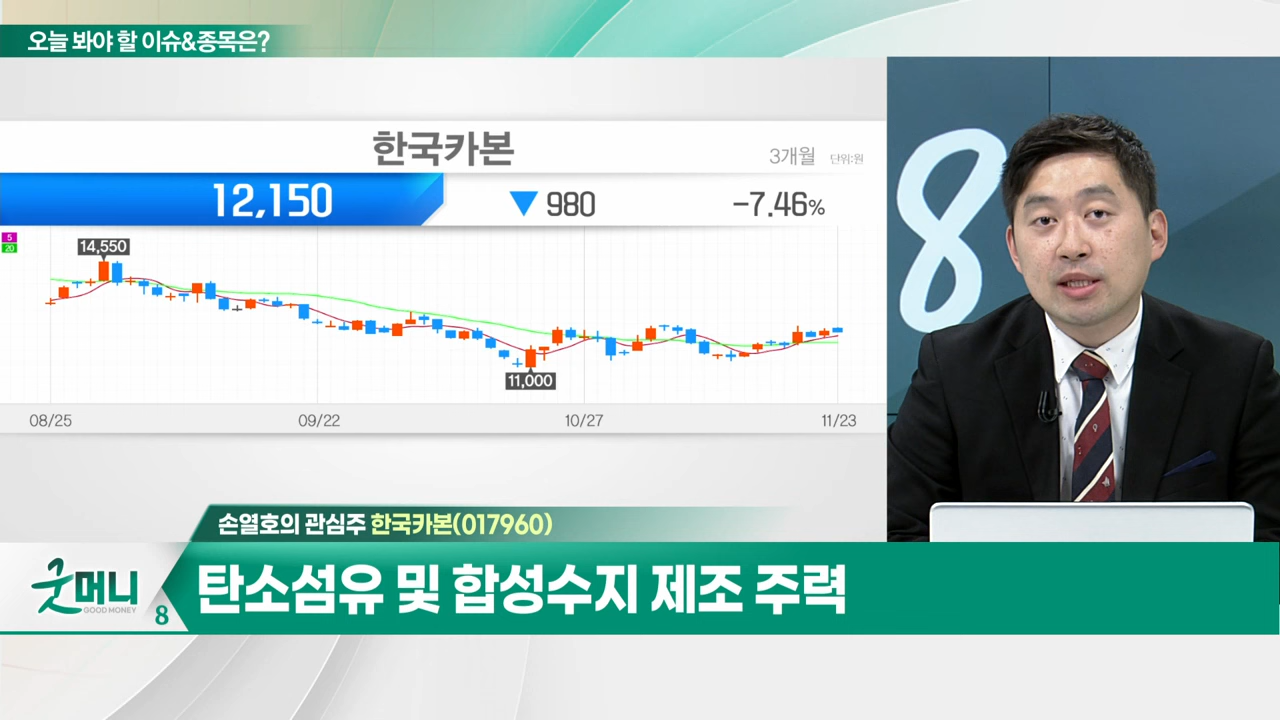 오늘 봐야 할 이슈&종목은?
한국카본
3개월 단위:원
12,150 ▼ 980 -7.46%
5
20
14,550
11,000
08/25 09/22 10/27 11/23
8
손열호의 관심주 한국카본(017960)
굿머니
GOOD MONEY
8
탄소섬유 및 합성수지 제조 주력